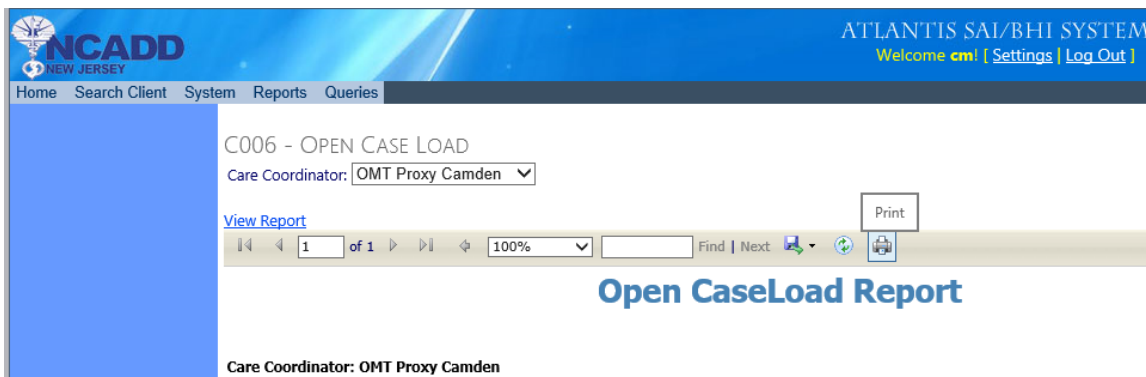 NCADD
NEW JERSEY
ATLANTIS SAI/BHI SYSTEM
Welcome cm! [ Settings | Log Out ]
Home Search Client System Reports Queries
C006 - OPEN CASE LOAD
Care Coordinator: OMT Proxy Camden
Print
View Report
1 of 1 100% Find | Next
Open CaseLoad Report
Care Coordinator: OMT Proxy Camden